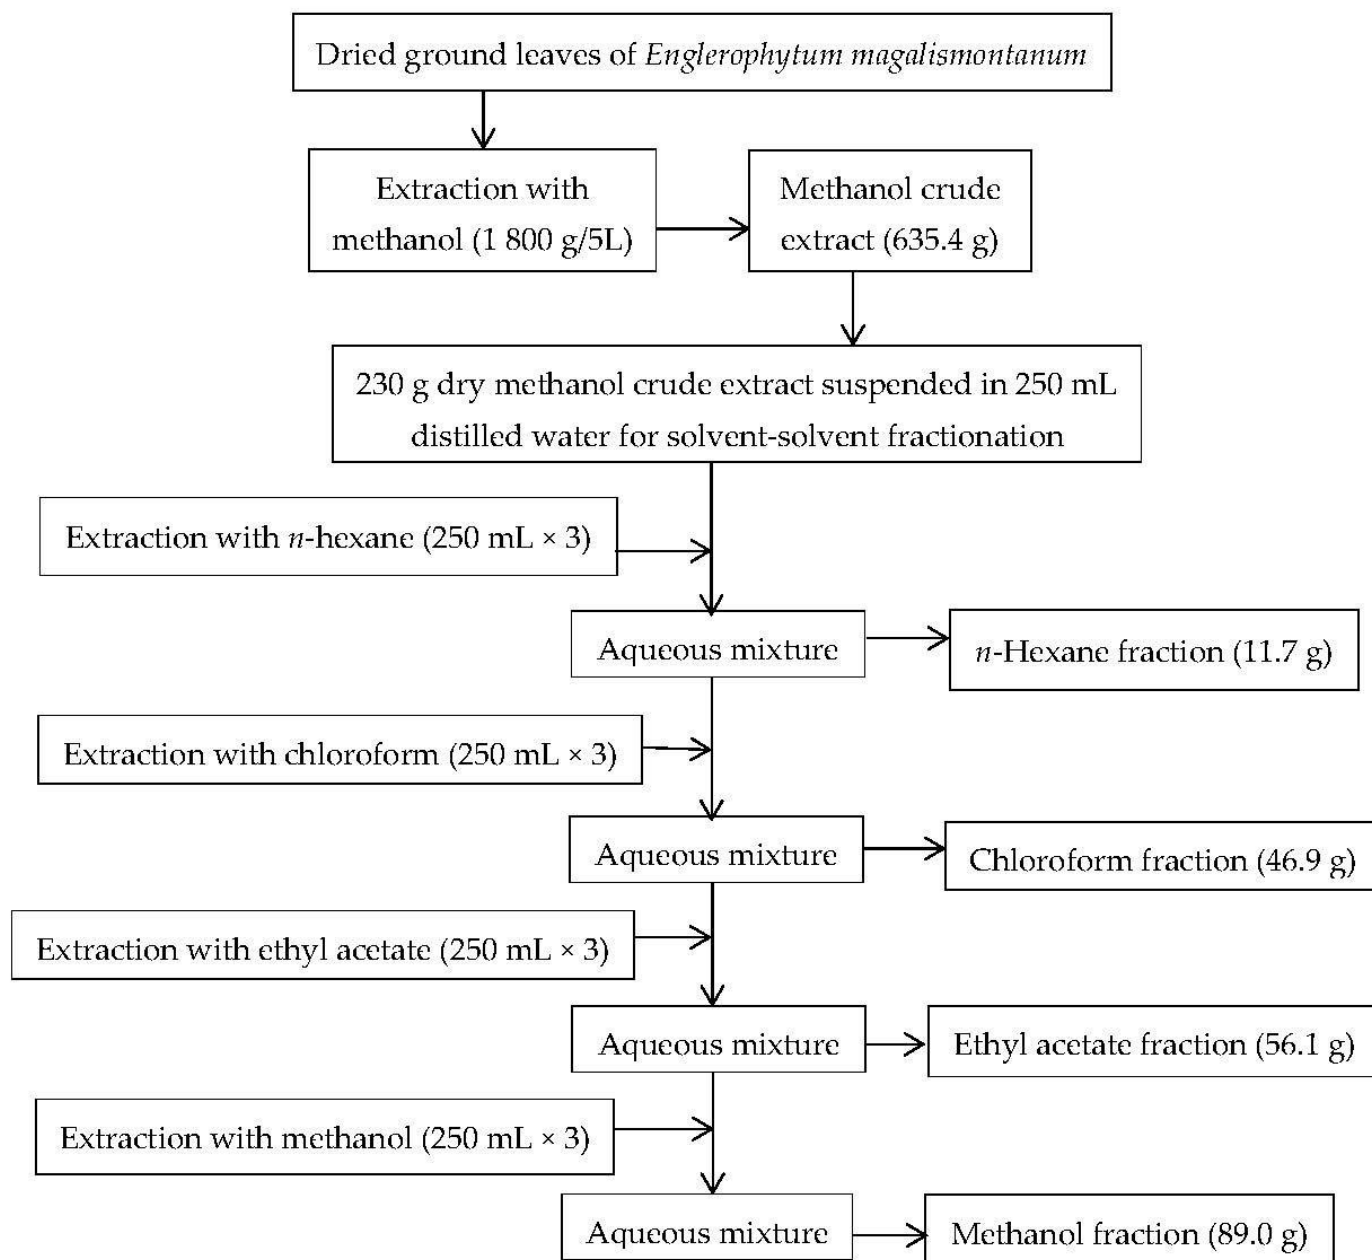 Dried ground leaves of Englerophytum magalismontanum
Extraction with
methanol (1 800 g/5L)
Methanol crude
extract (635.4 g)
230 g dry methanol crude extract suspended in 250 mL
distilled water for solvent-solvent fractionation
Extraction with n-hexane (250 mL × 3)
Aqueous mixture
n-Hexane fraction (11.7 g)
Extraction with chloroform (250 mL × 3)
Aqueous mixture
Chloroform fraction (46.9 g)
Extraction with ethyl acetate (250 mL × 3)
Aqueous mixture
Ethyl acetate fraction (56.1 g)
Extraction with methanol (250 mL × 3)
Aqueous mixture
Methanol fraction (89.0 g)